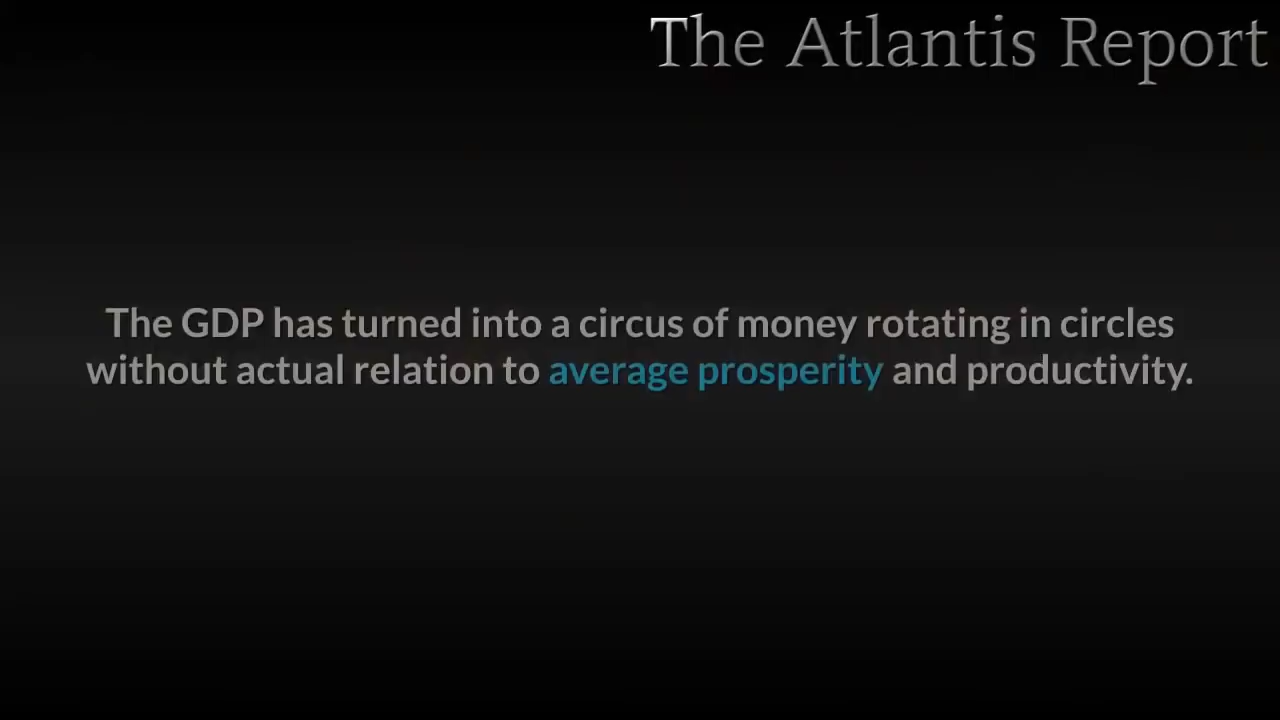 The Atlantis Report
The GDP has turned into a circus of money rotating in circles
without actual relation to average prosperity and productivity.